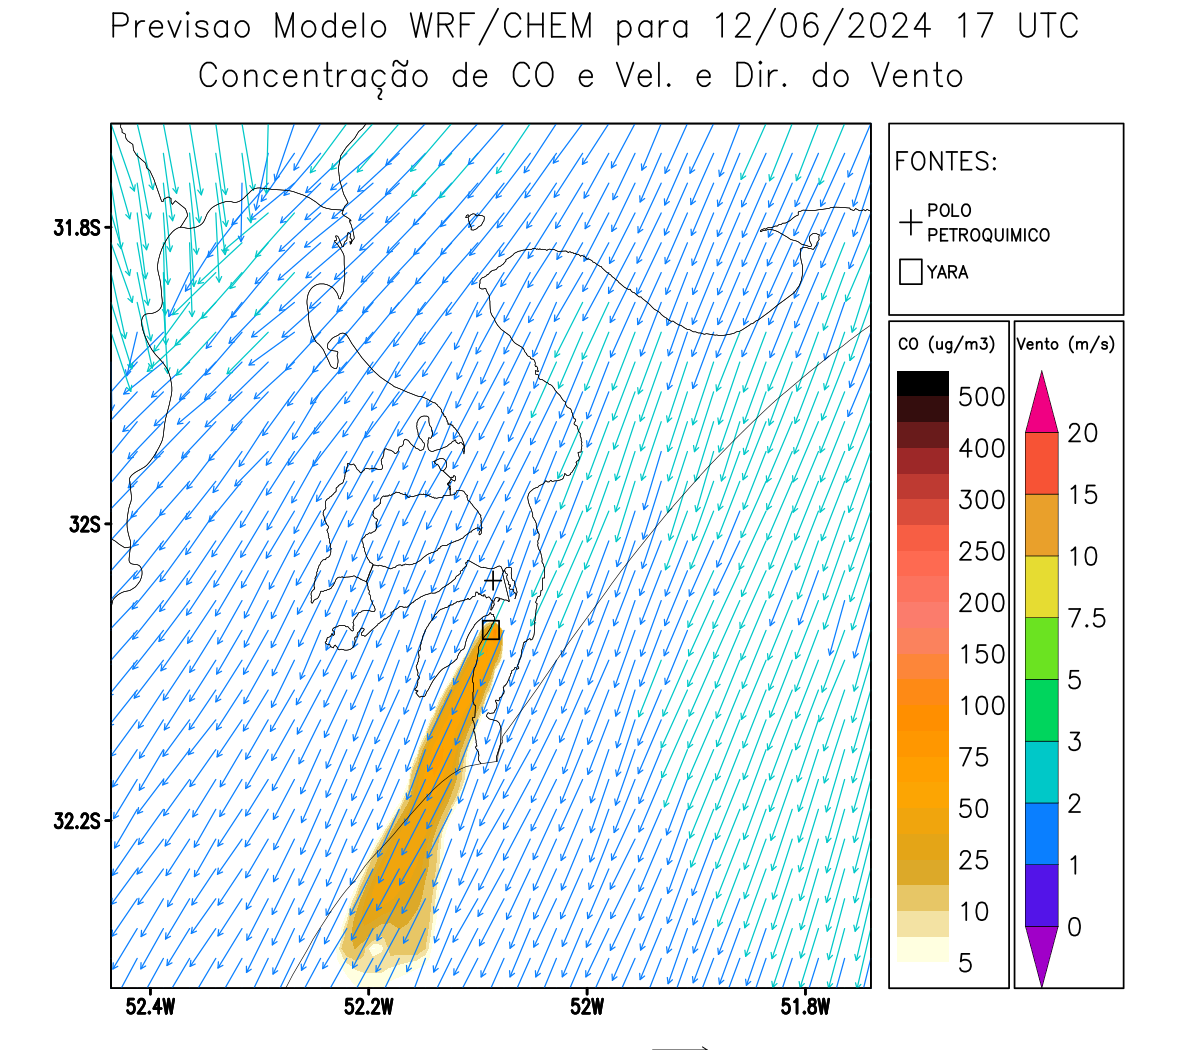 Previsao Modelo WRF/CHEM para 12/06/2024 17 UTC
Concentração de CO e Vel. e Dir. do Vento
FONTES:
POLO
PETROQUIMICO
YARA
CO (ug/m3)
500
400
300
250
200
150
100
75
50
25
10
5
Vento (m/s)
20
15
10
7.5
5
3
2
1
0
31.8S
32S
32.2S
52.4W
52.2W
52W
51.8W